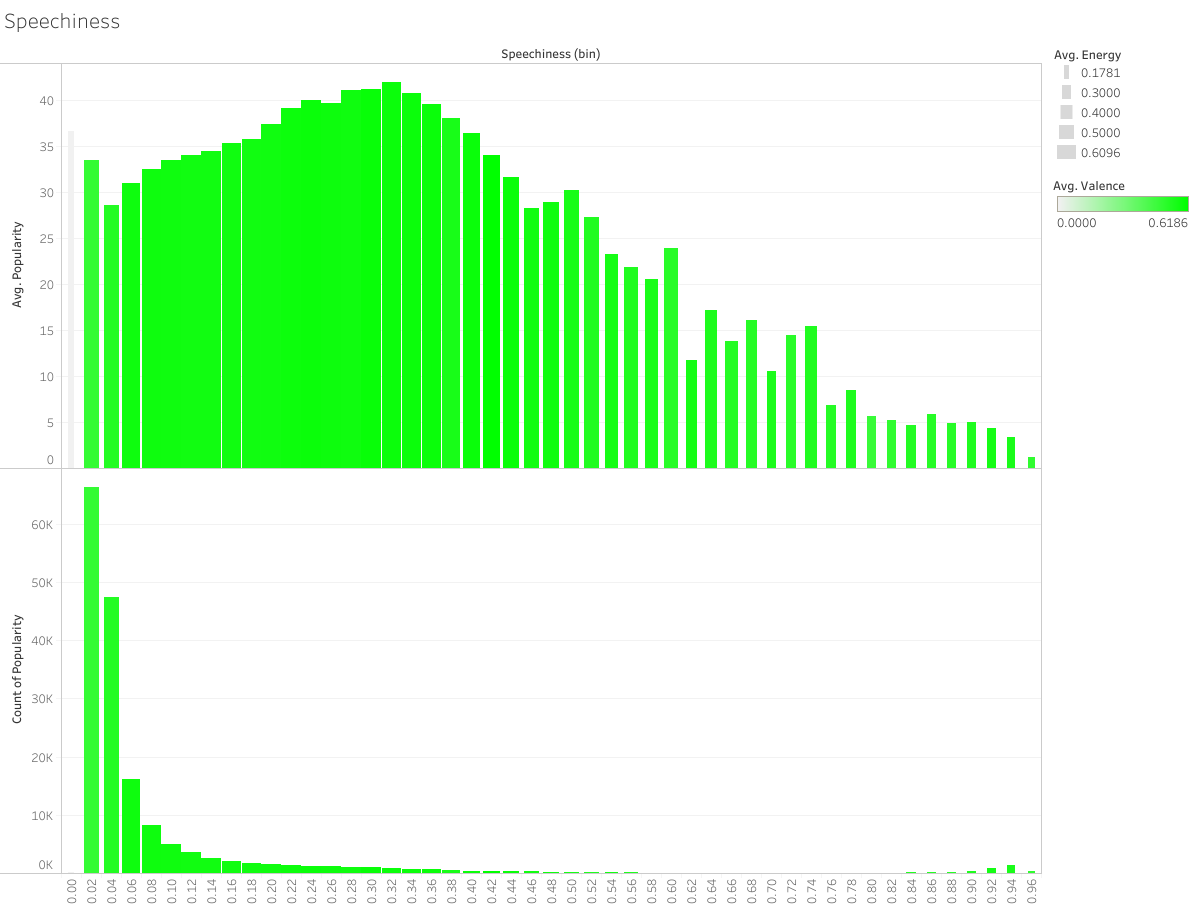 Speechiness
Speechiness (bin)
Avg. Energy
0.1781
0.3000
0.4000
0.5000
0.6096
Avg. Valence
0.0000 0.6186
Avg. Popularity
40
35
30
25
20
15
10
5
0
Count of Popularity
60K
50K
40K
30K
20K
10K
0K
0.00 0.02 0.04 0.06 0.08 0.10 0.12 0.14 0.16 0.18 0.20 0.22 0.24 0.26 0.28 0.30 0.32 0.34 0.36 0.38 0.40 0.42 0.44 0.46 0.48 0.50 0.52 0.54 0.56 0.58 0.60 0.62 0.64 0.66 0.68 0.70 0.72 0.74 0.76 0.78 0.80 0.82 0.84 0.86 0.88 0.90 0.92 0.94 0.96